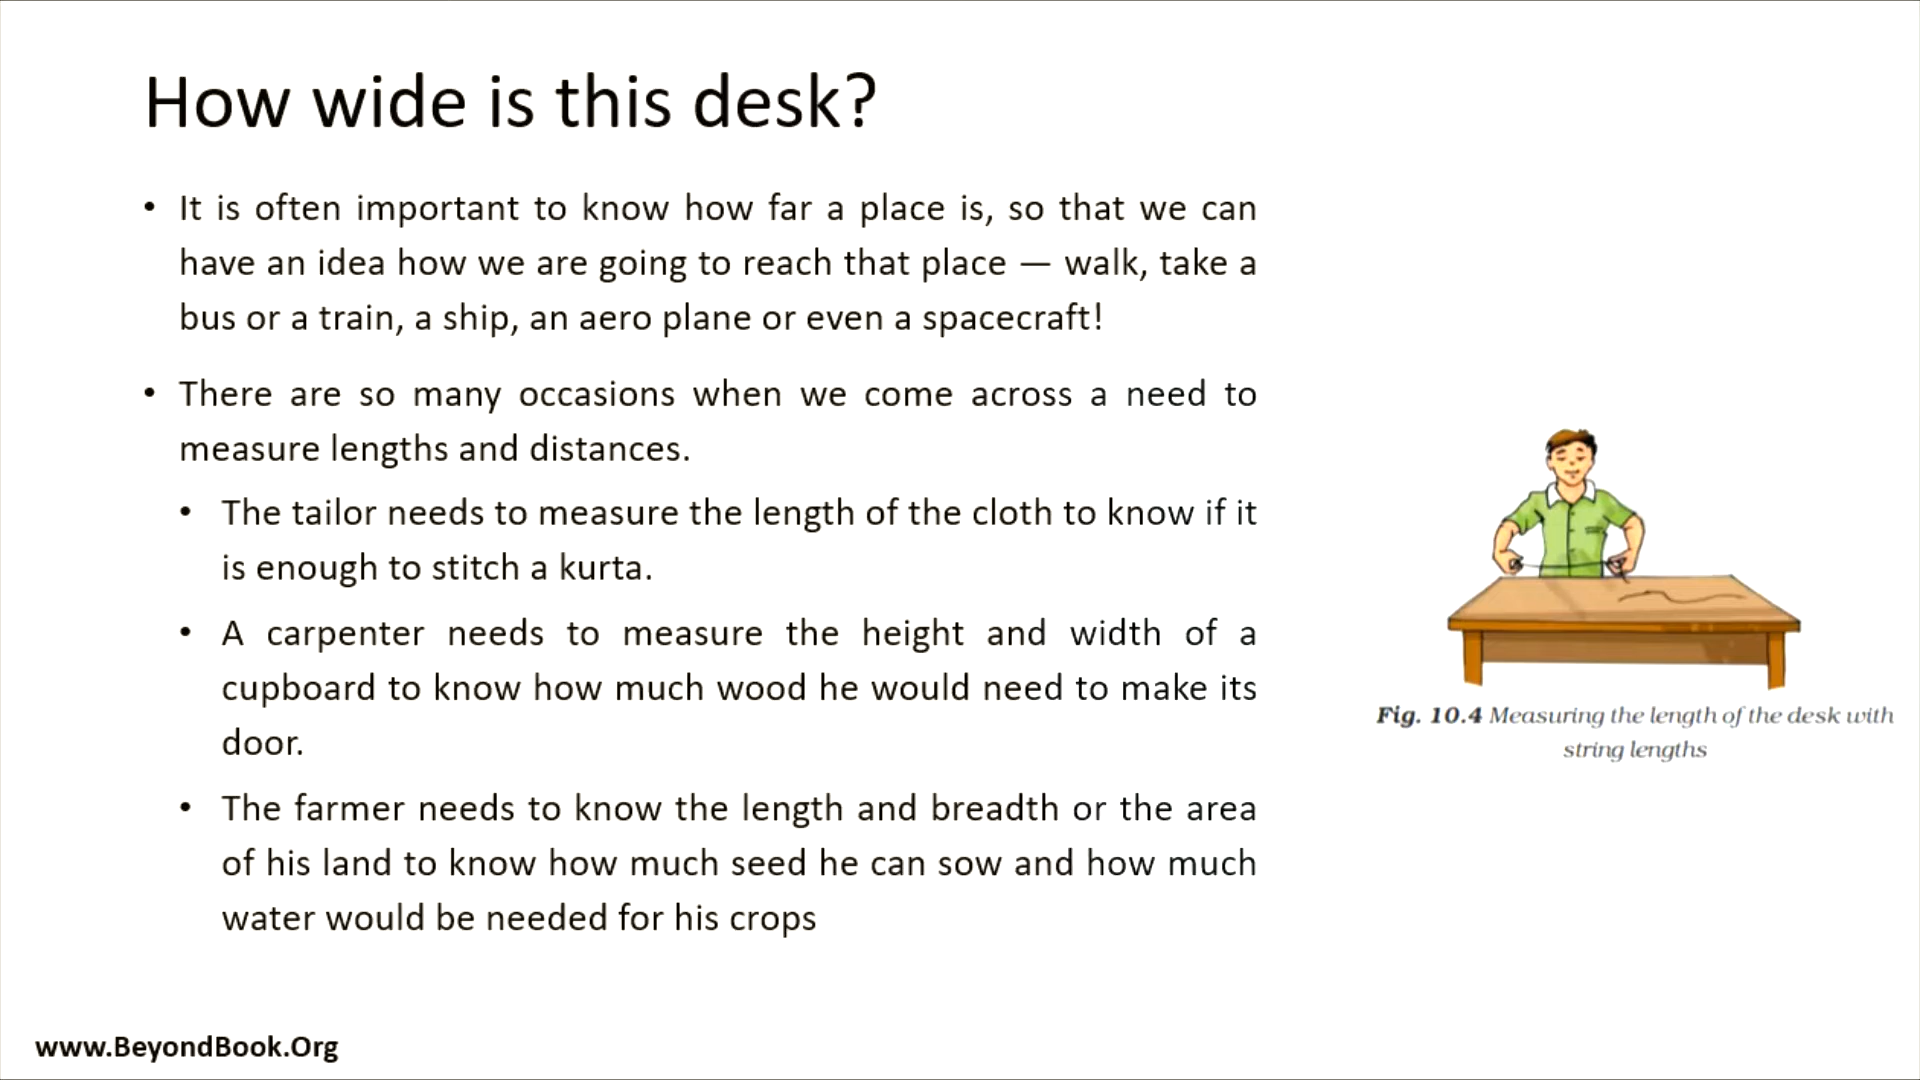 How wide is this desk?
• It is often important to know how far a place is, so that we can
have an idea how we are going to reach that place — walk, take a
bus or a train, a ship, an aero plane or even a spacecraft!
• There are so many occasions when we come across a need to
measure lengths and distances.
• The tailor needs to measure the length of the cloth to know if it
is enough to stitch a kurta.
• A carpenter needs to measure the height and width of a
cupboard to know how much wood he would need to make its
door.
• The farmer needs to know the length and breadth or the area
of his land to know how much seed he can sow and how much
water would be needed for his crops
Fig. 10.4 Measuring the length of the desk with
string lengths
www.BeyondBook.Org